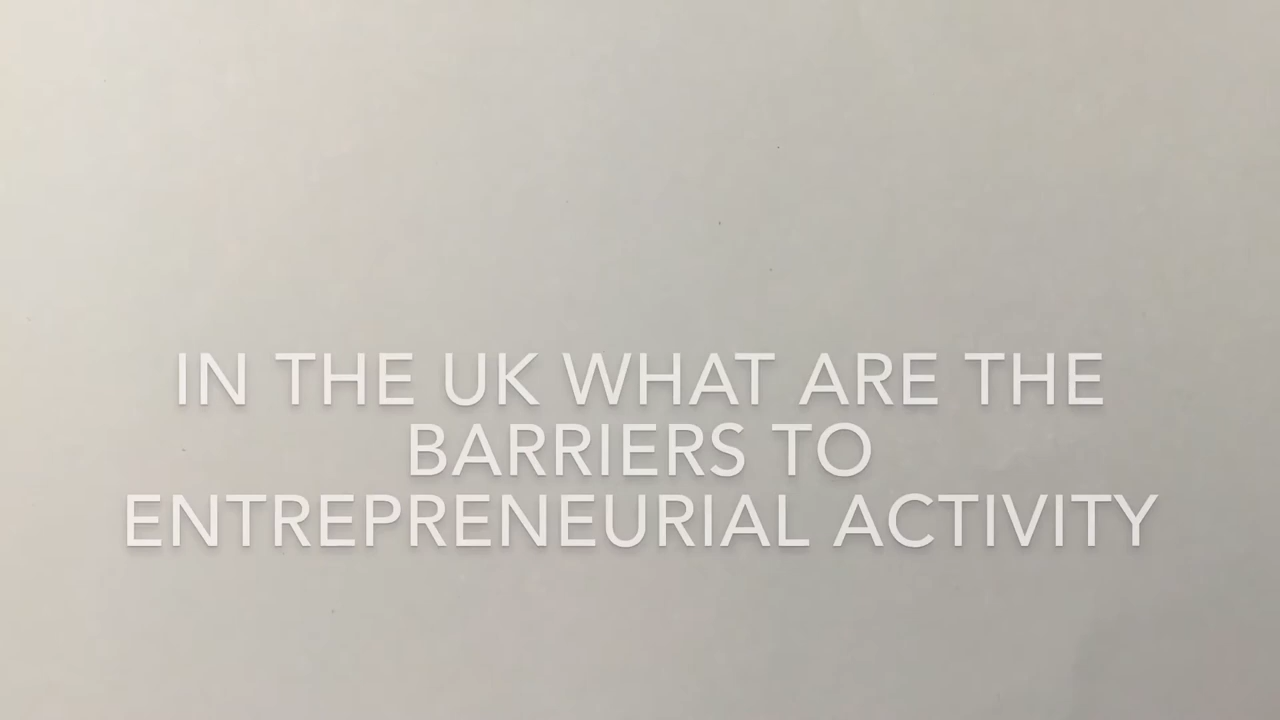 IN THE UK WHAT ARE THE
BARRIERS TO
ENTREPRENEURIAL ACTIVITY